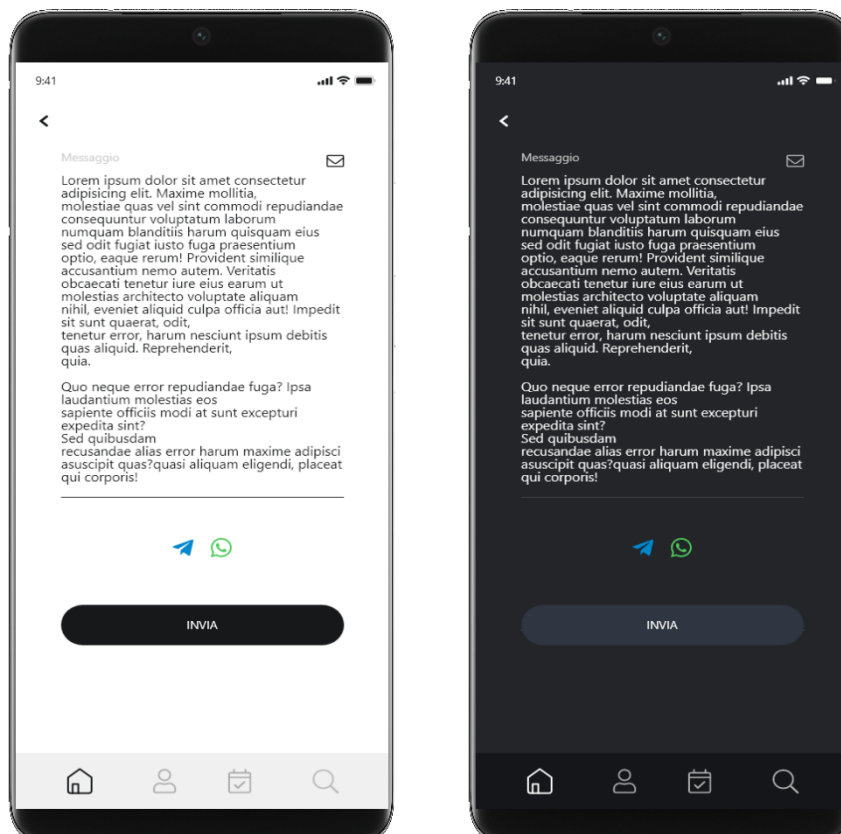 9:41
Messaggio
Lorem ipsum dolor sit amet consectetur
adipisicing elit. Maxime mollitia,
molestiae quas vel sint commodi repudiandae
consequuntur voluptatum laborum
numquam blanditiis harum quisquam eius
sed odit fugiat iusto fuga praesentium
optio, eaque rerum! Provident similique
accusantium nemo autem. Veritatis
obcaecati tenetur iure eius earum ut
molestias architecto voluptate aliquam
nihil, eveniet aliquid culpa officia aut! Impedit
sit sunt quaerat, odit,
tenetur error, harum nesciunt ipsum debitis
quas aliquid. Reprehenderit,
quia.
Quo neque error repudiandae fuga? Ipsa
laudantium molestias eos
sapiente officiis modi at sunt excepturi
expedita sint?
Sed quibusdam
recusandae alias error harum maxime adipisci
asuscipit quas?quasi aliquam eligendi, placeat
qui corporis!
INVIA
9:41
Messaggio
Lorem ipsum dolor sit amet consectetur
adipisicing elit. Maxime mollitia,
molestiae quas vel sint commodi repudiandae
consequuntur voluptatum laborum
numquam blanditiis harum quisquam eius
sed odit fugiat iusto fuga praesentium
optio, eaque rerum! Provident similique
accusantium nemo autem. Veritatis
obcaecati tenetur iure eius earum ut
molestias architecto voluptate aliquam
nihil, eveniet aliquid culpa officia aut! Impedit
sit sunt quaerat, odit,
tenetur error, harum nesciunt ipsum debitis
quas aliquid. Reprehenderit,
quia.
Quo neque error repudiandae fuga? Ipsa
laudantium molestias eos
sapiente officiis modi at sunt excepturi
expedita sint?
Sed quibusdam
recusandae alias error harum maxime adipisci
asuscipit quas?quasi aliquam eligendi, placeat
qui corporis!
INVIA